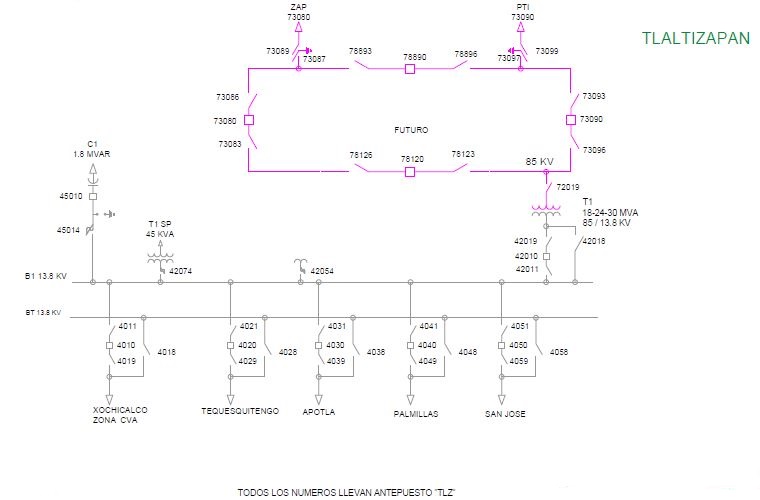 ZAP
73080
PTI
73090
TLALTIZAPAN
73089
73087
78893
78890
78896
73097
73099
73086
73080
73083
73093
73090
73096
FUTURO
78126
78120
78123
85 KV
72019
C1
1.8 MVAR
45010
45014
T1 SP
45 KVA
42074
42054
T1
18-24-30 MVA
85 / 13.8 KV
42019
42018
42010
42011
B1 13.8 KV
BT 13.8 KV
4011
4010
4019
4018
4021
4020
4029
4028
4031
4030
4039
4038
4041
4040
4049
4048
4051
4050
4059
4058
XOCHICALCO
ZONA CVA
TEQUESQUITENGO
APOTLA
PALMILLAS
SAN JOSE
TODOS LOS NUMEROS LLEVAN ANTEPUESTO "TLZ"